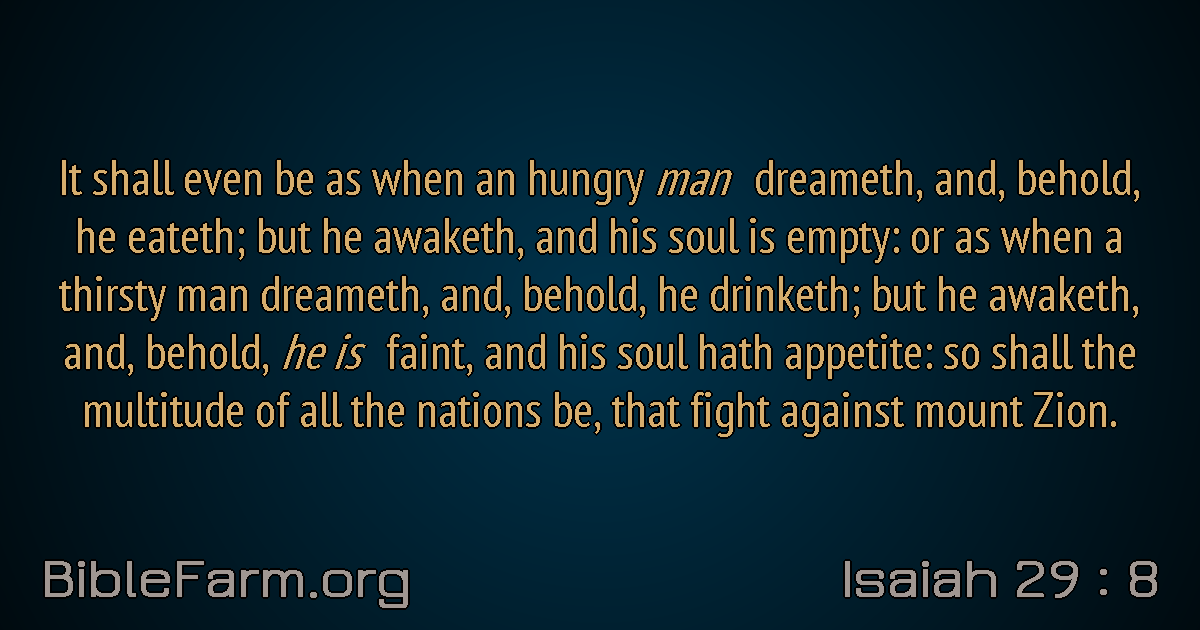 It shall even be as when an hungry man dreameth, and, behold,
he eateth; but he awaketh, and his soul is empty: or as when a
thirsty man dreameth, and, behold, he drinketh; but he awaketh,
and, behold, he is faint, and his soul hath appetite: so shall the
multitude of all the nations be, that fight against mount Zion.
BibleFarm.org
Isaiah 29 : 8